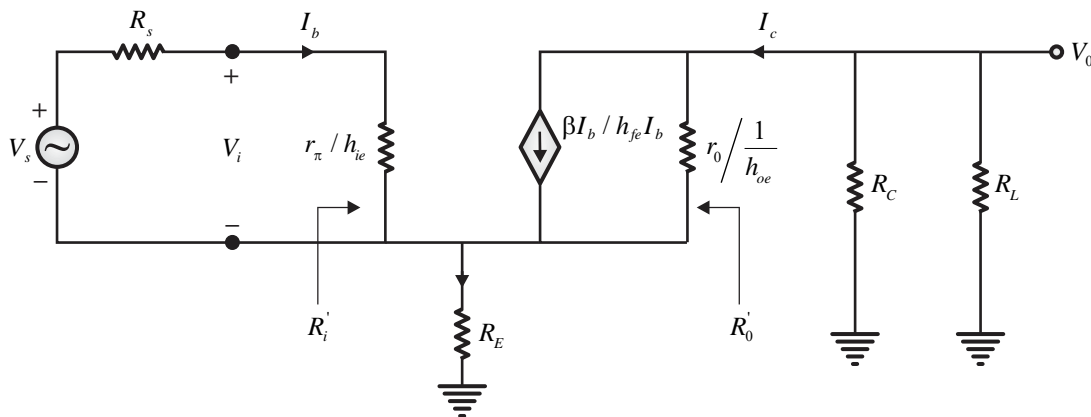 R_s
I_b
I_c
V_0
+
+
V_s
V_i
r_π / h_ie
βI_b / h_fe I_b
r_0 / 1/h_oe
R_C
R_L
−
−
R_i'
R_E
R_0'